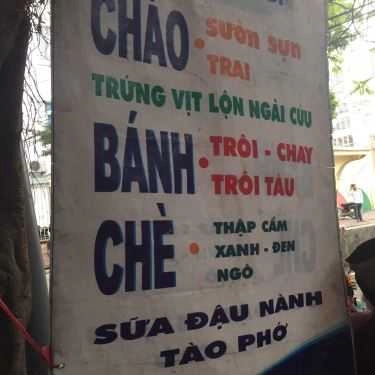 CHÁO • SƯỜN SỤN
TRAI
TRỨNG VỊT LỘN NGẢI CỨU
BÁNH • TRÔI - CHAY
TRÔI TÀU
CHÈ • THẬP CẨM
XANH - ĐEN
NGÔ
SỮA ĐẬU NÀNH
TÀO PHỚ